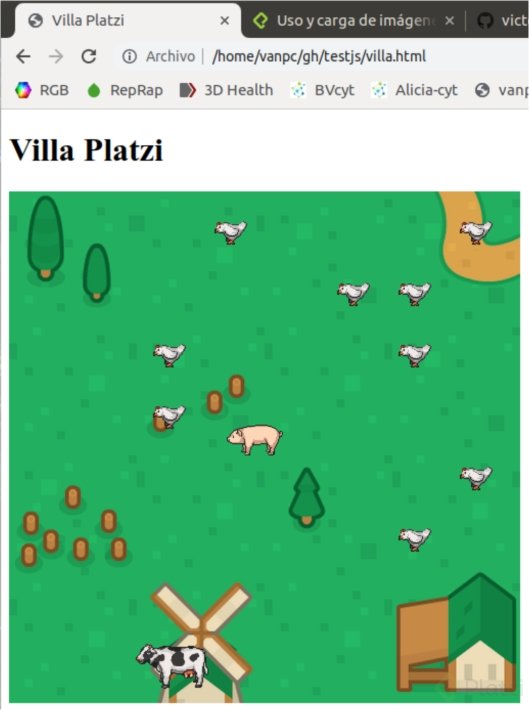 Villa Platzi
Uso y carga de imágen
vict
Archivo
/home/vanpc/gh/testjs/villa.html
RGB
RepRap
3D Health
BVcyt
Alicia-cyt
vanp
Villa Platzi